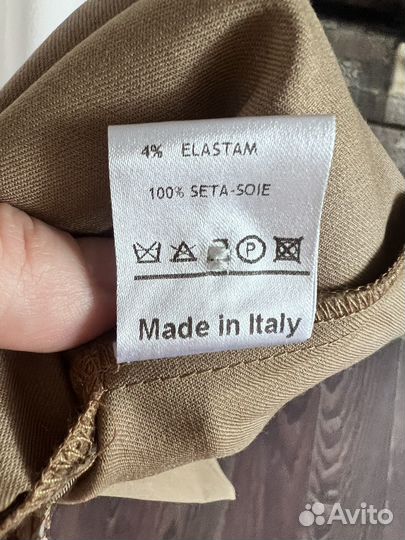 4% ELASTAM
100% SETA-SOIE
P
Made in Italy
Avito